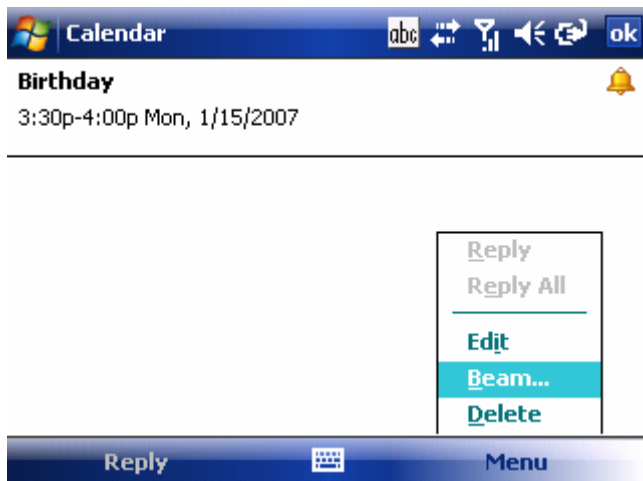 Calendar abc ok
Birthday
3:30p-4:00p Mon, 1/15/2007
Reply
Reply All
Edit
Beam...
Delete
Reply Menu